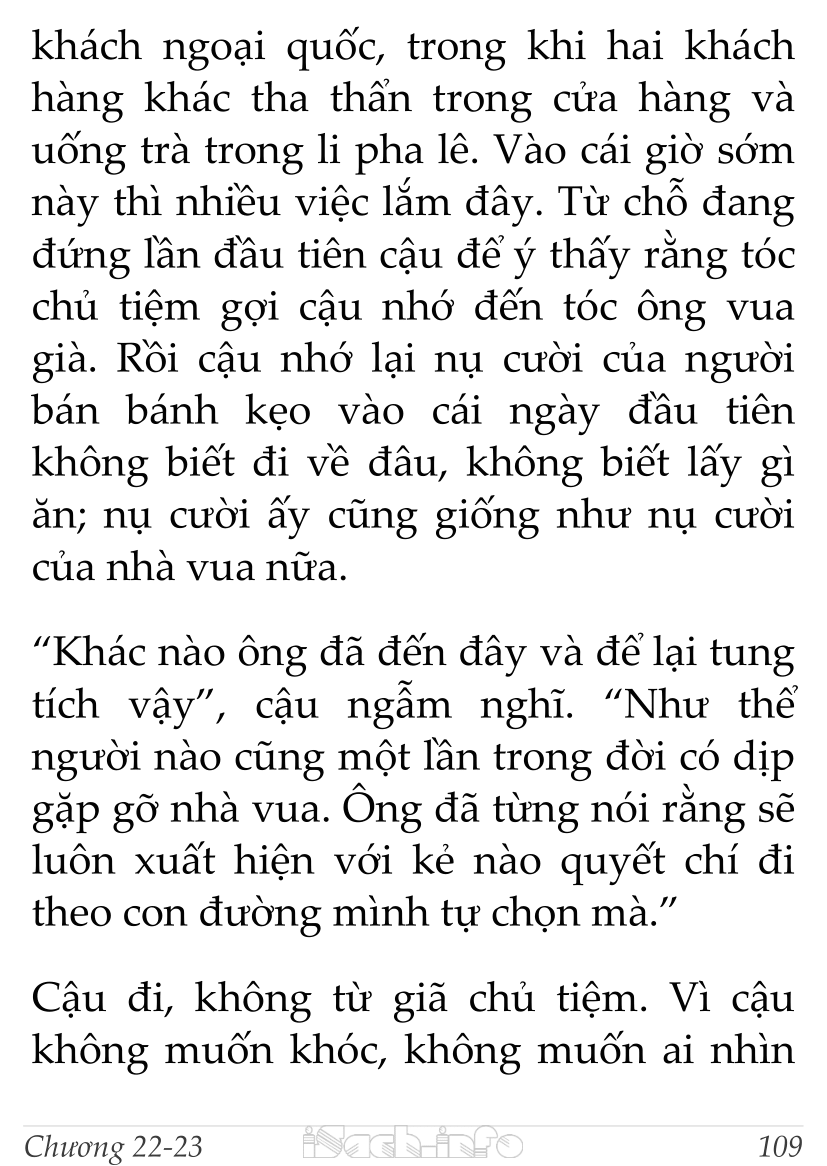 khách ngoại quốc, trong khi hai khách
hàng khác tha thẩn trong cửa hàng và
uống trà trong li pha lê. Vào cái giờ sớm
này thì nhiều việc lắm đây. Từ chỗ đang
đứng lần đầu tiên cậu để ý thấy rằng tóc
chủ tiệm gợi cậu nhớ đến tóc ông vua
già. Rồi cậu nhớ lại nụ cười của người
bán bánh kẹo vào cái ngày đầu tiên
không biết đi về đâu, không biết lấy gì
ăn; nụ cười ấy cũng giống như nụ cười
của nhà vua nữa.
“Khác nào ông đã đến đây và để lại tung
tích vậy”, cậu ngẫm nghĩ. “Như thể
người nào cũng một lần trong đời có dịp
gặp gỡ nhà vua. Ông đã từng nói rằng sẽ
luôn xuất hiện với kẻ nào quyết chí đi
theo con đường mình tự chọn mà.”
Cậu đi, không từ giã chủ tiệm. Vì cậu
không muốn khóc, không muốn ai nhìn
Chương 22-23 iSach.info 109